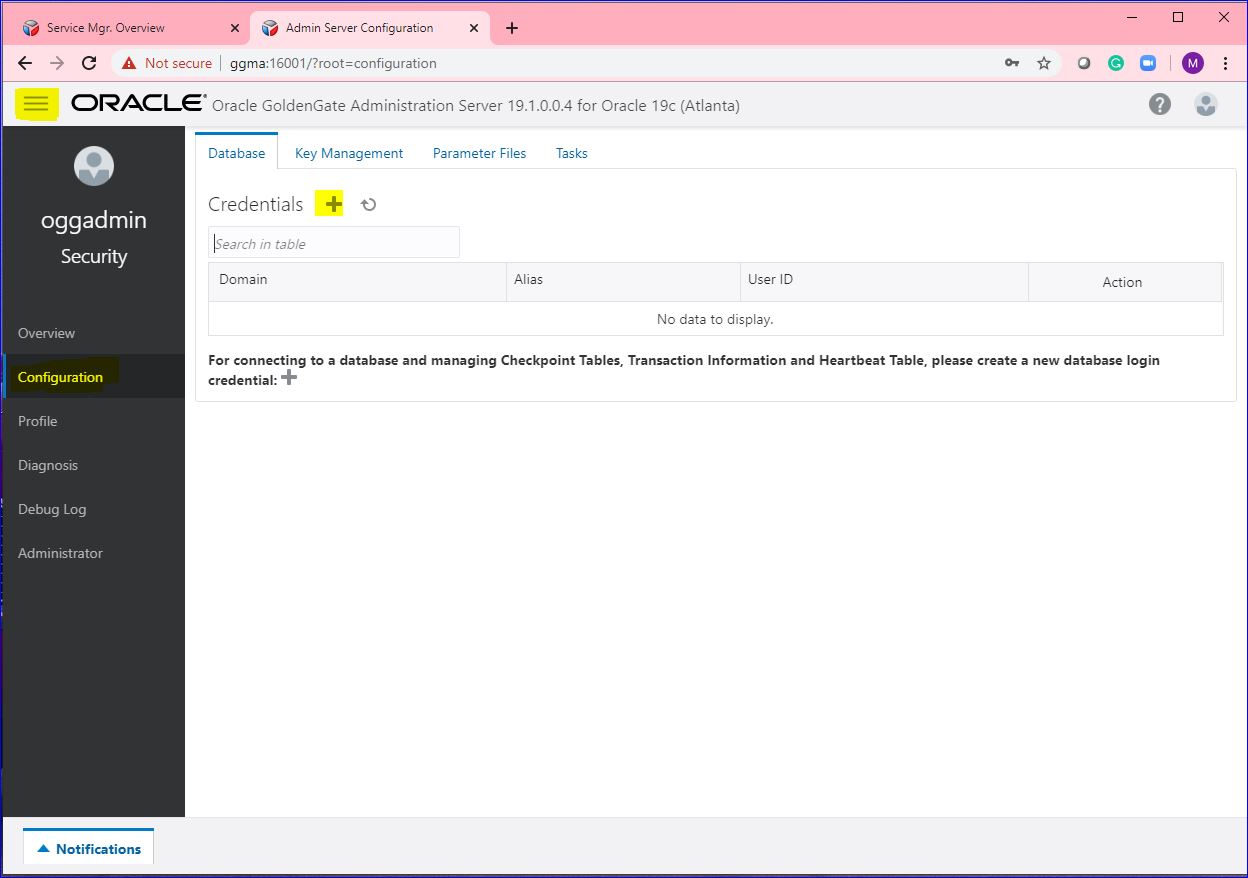 Service Mgr. Overview
Admin Server Configuration
Not secure
ggma:16001/?root=configuration
M
ORACLE® Oracle GoldenGate Administration Server 19.1.0.0.4 for Oracle 19c (Atlanta)
oggadmin
Security
Overview
Configuration
Profile
Diagnosis
Debug Log
Administrator
Database Key Management Parameter Files Tasks
Credentials
Search in table
Domain Alias User ID Action
No data to display.
For connecting to a database and managing Checkpoint Tables, Transaction Information and Heartbeat Table, please create a new database login
credential:
Notifications